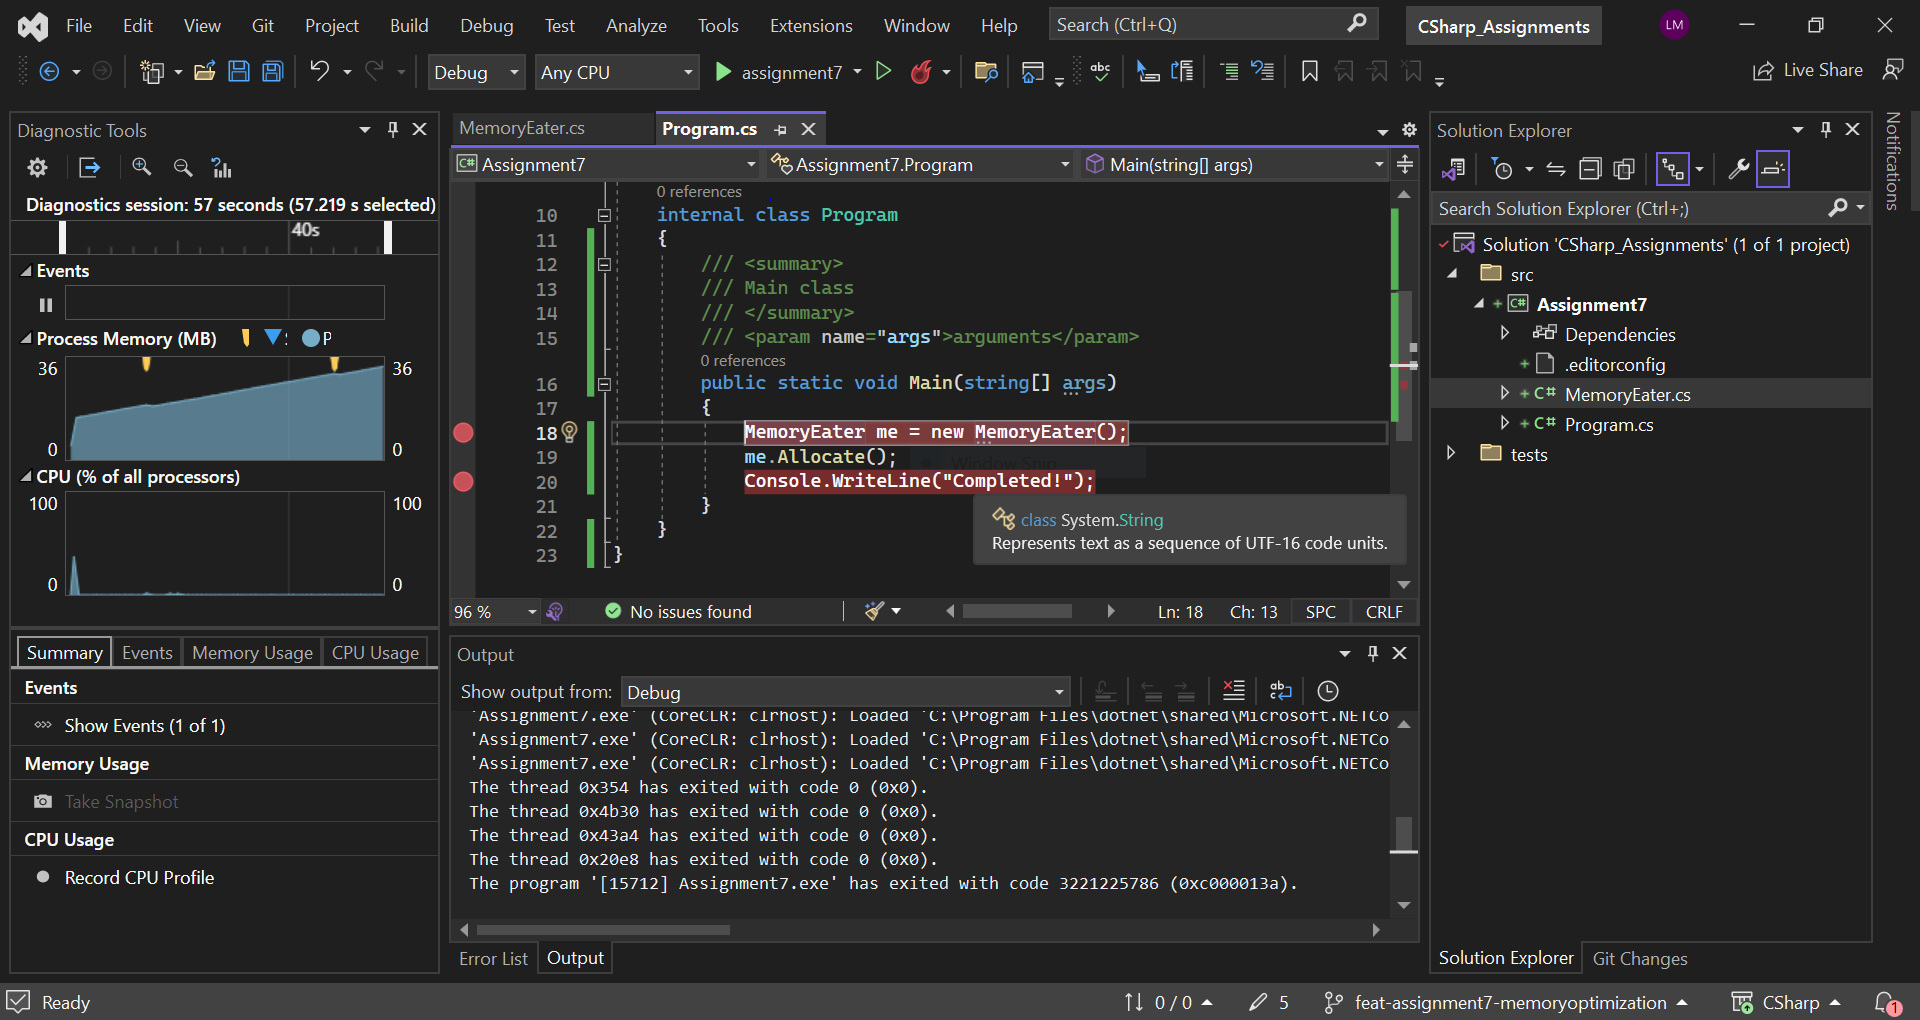 File Edit View Git Project Build Debug Test Analyze Tools Extensions Window Help Search (Ctrl+Q) CSharp_Assignments LM
Debug Any CPU assignment7 Live Share
Diagnostic Tools
Diagnostics session: 57 seconds (57.219 s selected)
40s
Events
Process Memory (MB) P
36 36
0 0
CPU (% of all processors)
100 100
0 0
Summary Events Memory Usage CPU Usage
Events
Show Events (1 of 1)
Memory Usage
Take Snapshot
CPU Usage
Record CPU Profile
MemoryEater.cs Program.cs
C# Assignment7 Assignment7.Program Main(string[] args)
0 references
10 internal class Program
11 {
12 /// <summary>
13 /// Main class
14 /// </summary>
15 /// <param name="args">arguments</param>
0 references
16 public static void Main(string[] args)
17 {
18 MemoryEater me = new MemoryEater();
19 me.Allocate();
Window Snip
20 Console.WriteLine("Completed!");
21 }
22 }
23 }
class System.String
Represents text as a sequence of UTF-16 code units.
96 % No issues found Ln: 18 Ch: 13 SPC CRLF
Output
Show output from: Debug
'Assignment7.exe' (CoreCLR: clrhost): Loaded 'C:\Program Files\dotnet\shared\Microsoft.NETCo
'Assignment7.exe' (CoreCLR: clrhost): Loaded 'C:\Program Files\dotnet\shared\Microsoft.NETCo
'Assignment7.exe' (CoreCLR: clrhost): Loaded 'C:\Program Files\dotnet\shared\Microsoft.NETCo
The thread 0x354 has exited with code 0 (0x0).
The thread 0x4b30 has exited with code 0 (0x0).
The thread 0x43a4 has exited with code 0 (0x0).
The thread 0x20e8 has exited with code 0 (0x0).
The program '[15712] Assignment7.exe' has exited with code 3221225786 (0xc000013a).
Error List Output
Solution Explorer
Search Solution Explorer (Ctrl+;)
Solution 'CSharp_Assignments' (1 of 1 project)
src
C# Assignment7
Dependencies
.editorconfig
C# MemoryEater.cs
C# Program.cs
tests
Solution Explorer Git Changes
Notifications
Ready 0 / 0 5 feat-assignment7-memoryoptimization CSharp 1